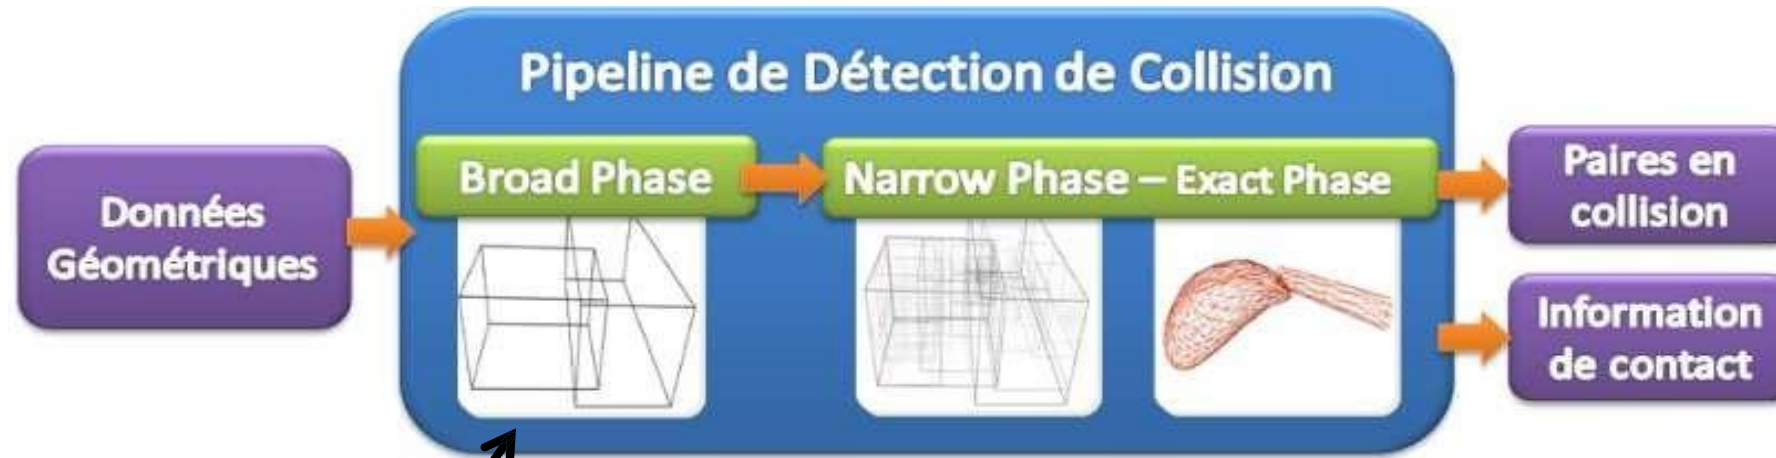 Pipeline de Détection de Collision
Données
Géométriques
Broad Phase
Narrow Phase – Exact Phase
Paires en
collision
Information
de contact